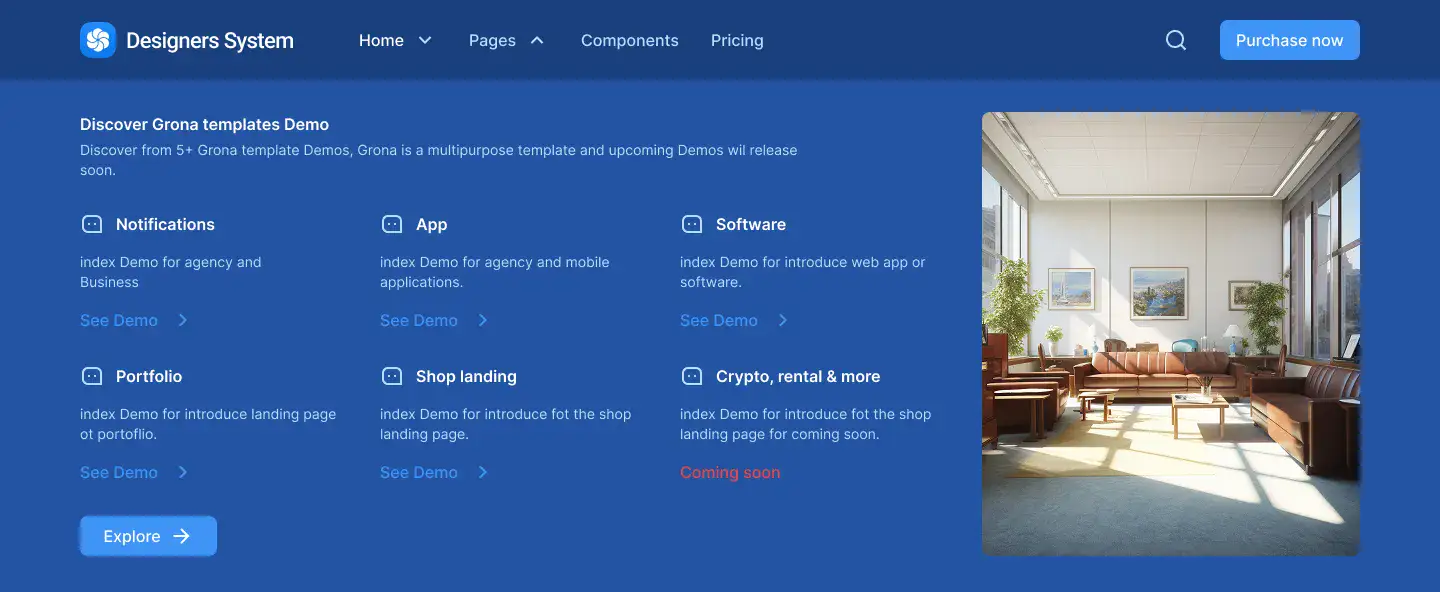 Designers System
Home
Pages
Components
Pricing
Purchase now
Discover Grona templates Demo
Discover from 5+ Grona template Demos, Grona is a multipurpose template and upcoming Demos wil release
soon.
Notifications
index Demo for agency and
Business
See Demo
App
index Demo for agency and mobile
applications.
See Demo
Software
index Demo for introduce web app or
software.
See Demo
Portfolio
index Demo for introduce landing page
ot portoflio.
See Demo
Shop landing
index Demo for introduce fot the shop
landing page.
See Demo
Crypto, rental & more
index Demo for introduce fot the shop
landing page for coming soon.
Coming soon
Explore